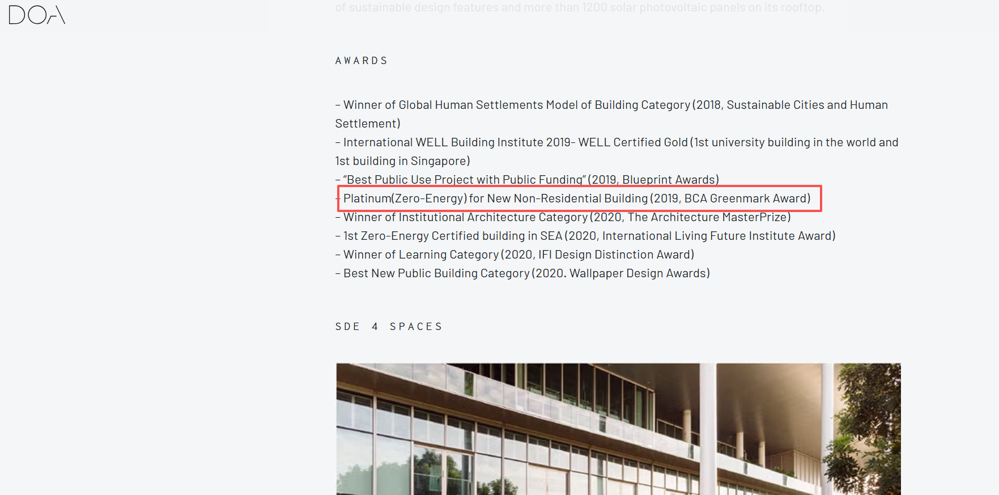 DOA
of sustainable design features and more than 1200 solar photovoltaic panels on its rooftop.
AWARDS
– Winner of Global Human Settlements Model of Building Category (2018, Sustainable Cities and Human
Settlement)
– International WELL Building Institute 2019- WELL Certified Gold (1st university building in the world and
1st building in Singapore)
– “Best Public Use Project with Public Funding” (2019, Blueprint Awards)
– Platinum(Zero-Energy) for New Non-Residential Building (2019, BCA Greenmark Award)
– Winner of Institutional Architecture Category (2020, The Architecture MasterPrize)
– 1st Zero-Energy Certified building in SEA (2020, International Living Future Institute Award)
– Winner of Learning Category (2020, IFI Design Distinction Award)
– Best New Public Building Category (2020. Wallpaper Design Awards)
SDE 4 SPACES